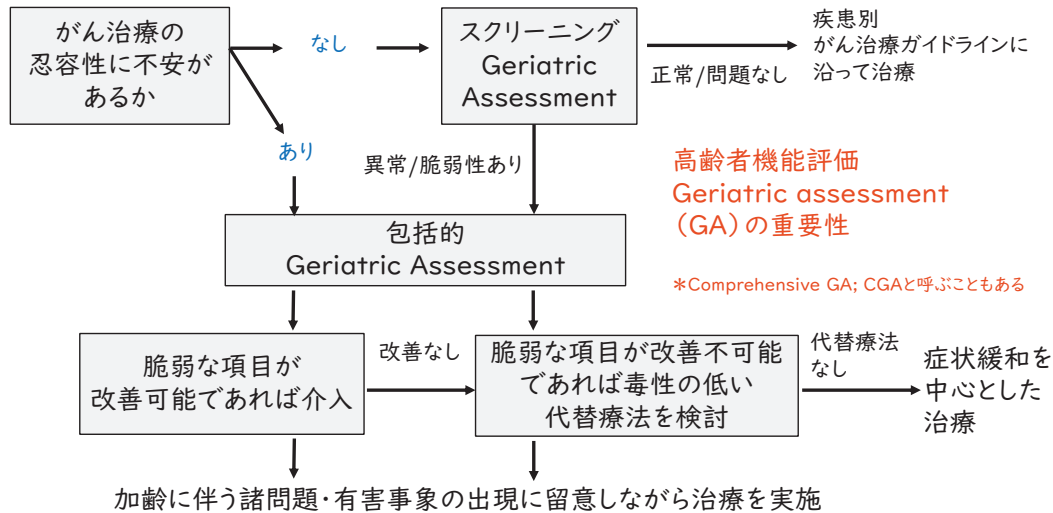 がん治療の
忍容性に不安が
あるか
なし
スクリーニング
Geriatric
Assessment
正常/問題なし
疾患別
がん治療ガイドラインに
沿って治療
あり
異常/脆弱性あり
高齢者機能評価
Geriatric assessment
（GA）の重要性
＊Comprehensive GA; CGAと呼ぶこともある
包括的
Geriatric Assessment
脆弱な項目が
改善可能であれば介入
改善なし
脆弱な項目が改善不可能
であれば毒性の低い
代替療法を検討
代替療法
なし
症状緩和を
中心とした
治療
加齢に伴う諸問題・有害事象の出現に留意しながら治療を実施